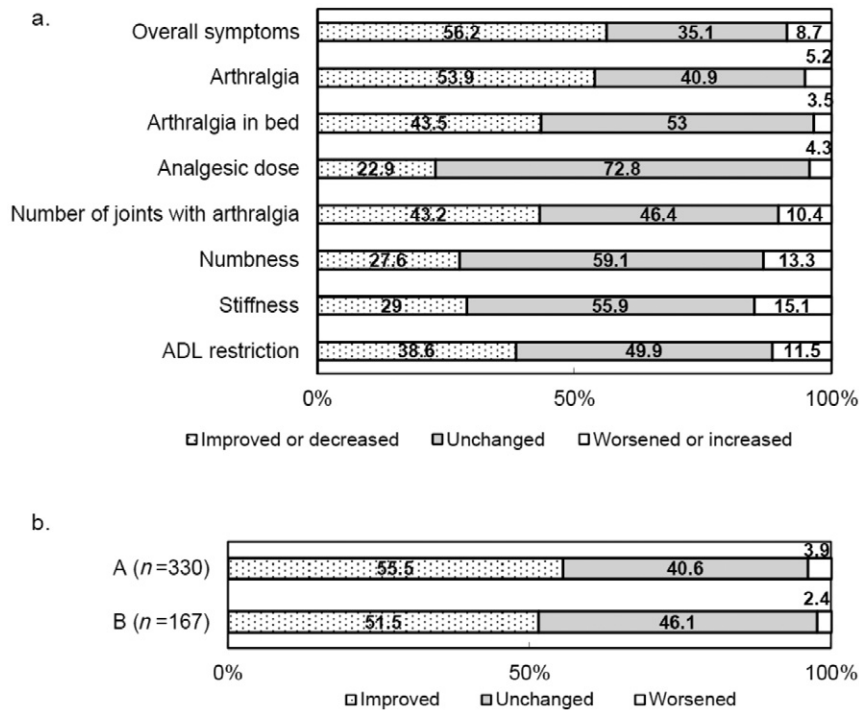 a.
Overall symptoms 56.2 35.1 8.7
5.2
Arthralgia 53.9 40.9
3.5
Arthralgia in bed 43.5 53
4.3
Analgesic dose 22.9 72.8
Number of joints with arthralgia 43.2 46.4 10.4
Numbness 27.6 59.1 13.3
Stiffness 29 55.9 15.1
ADL restriction 38.6 49.9 11.5
0% 50% 100%
Improved or decreased Unchanged Worsened or increased
b.
3.9
A (n=330) 55.5 40.6
2.4
B (n=167) 51.5 46.1
0% 50% 100%
Improved Unchanged Worsened